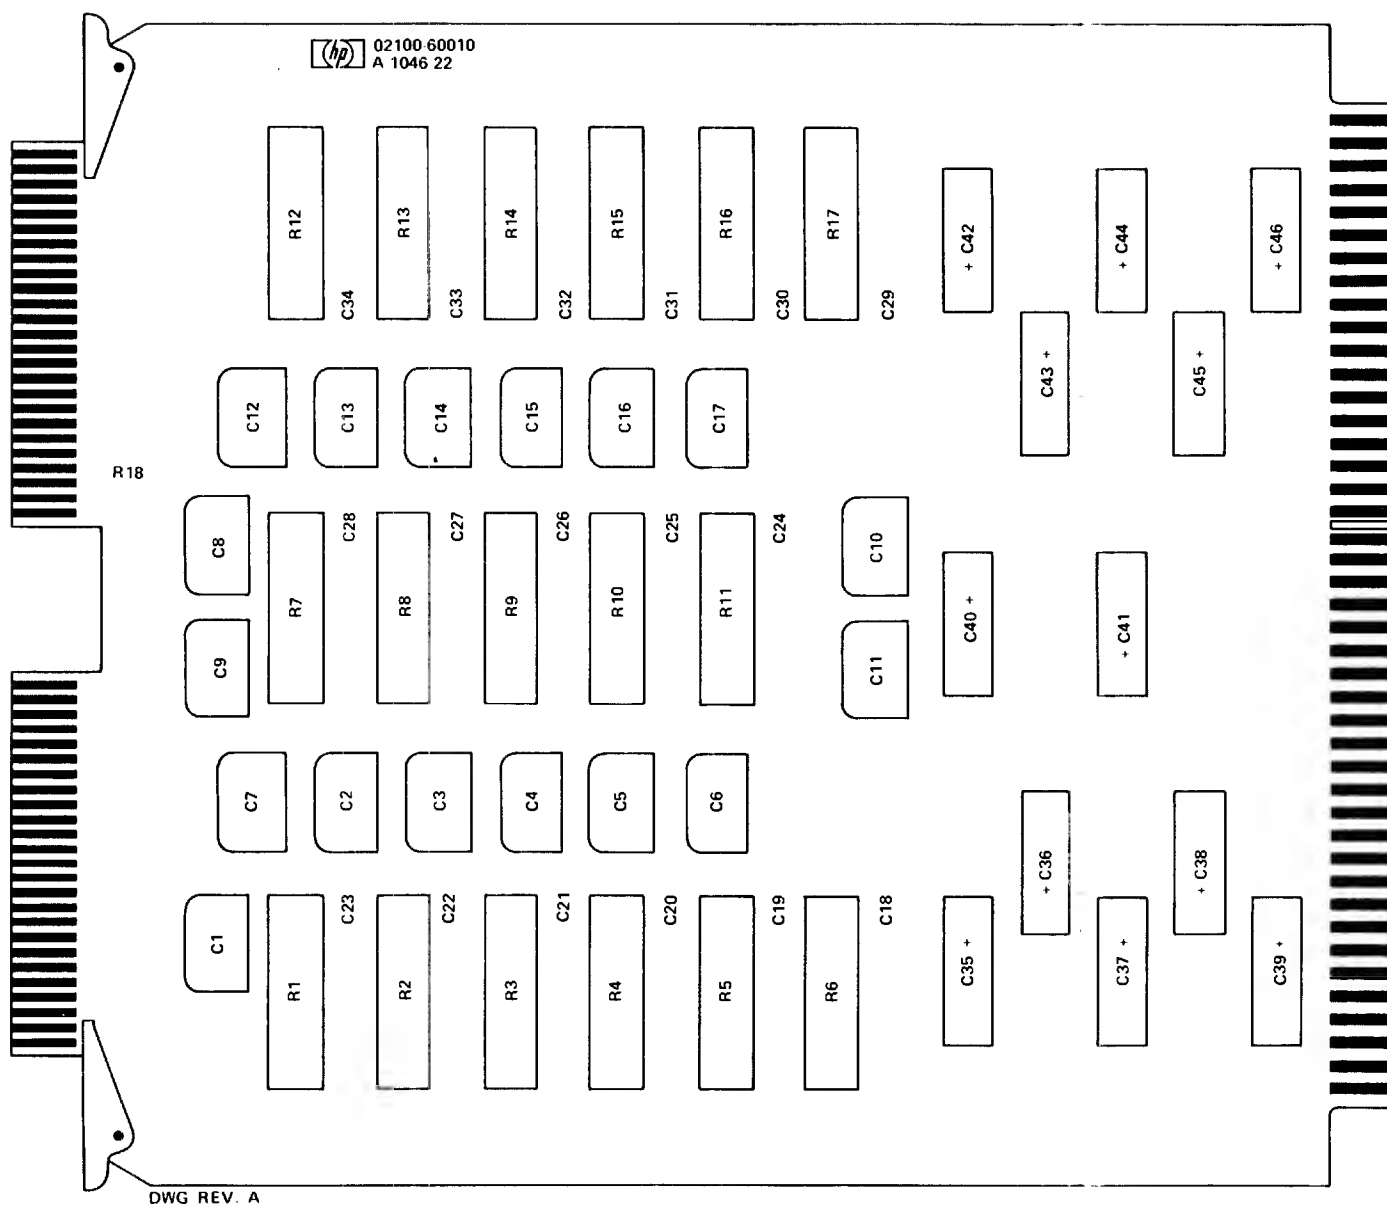 hp 02100-60010
A 1046 22
R12
R13
R14
R15
R16
R17
+ C42
+ C44
+ C46
C34
C33
C32
C31
C30
C29
C43 +
C45 +
C12
C13
C14
C15
C16
C17
R18
C8
C28
C27
C26
C25
C24
C10
R7
R8
R9
R10
R11
C40 +
+ C41
C9
C11
C7
C2
C3
C4
C5
C6
+ C36
+ C38
C1
C23
C22
C21
C20
C19
C18
R1
R2
R3
R4
R5
R6
C35 +
C37 +
C39 +
DWG REV. A